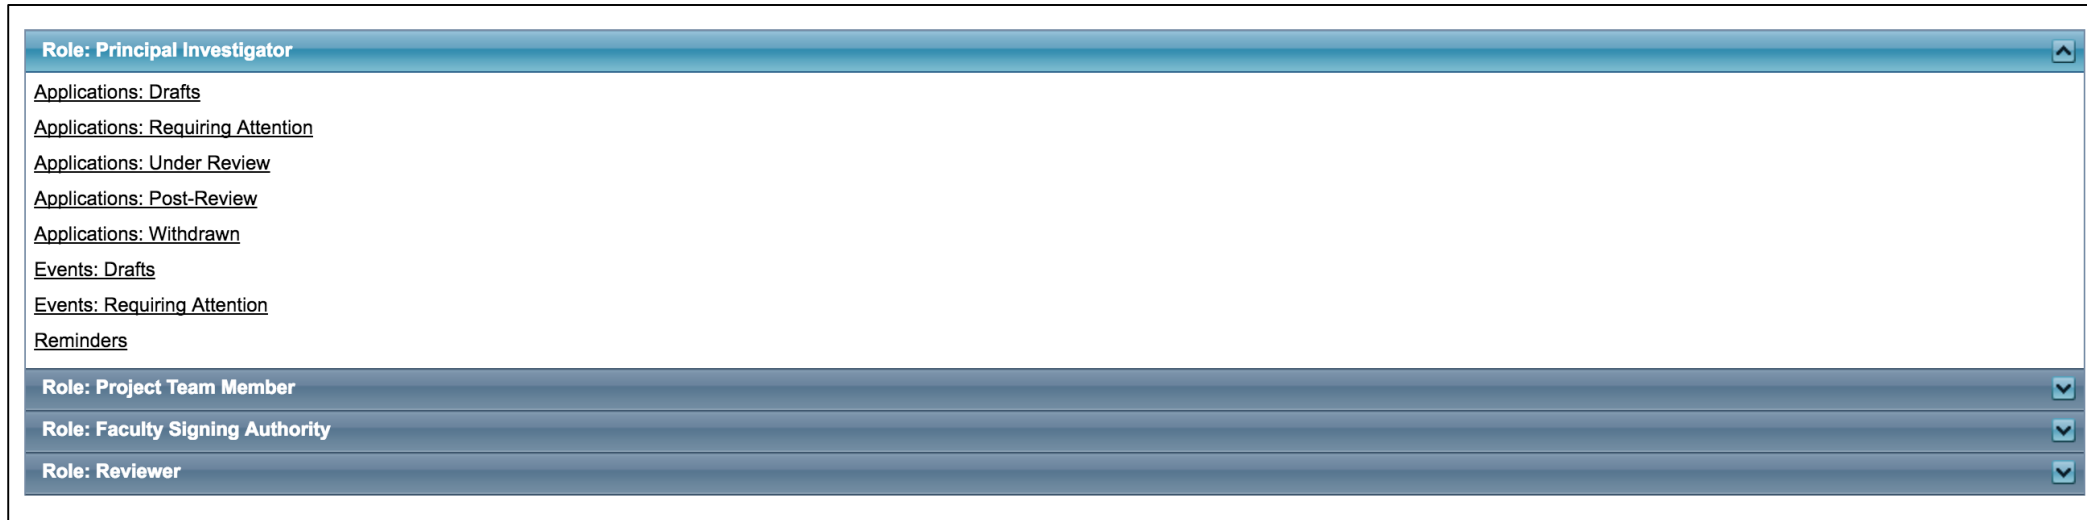 Role: Principal Investigator
Applications: Drafts
Applications: Requiring Attention
Applications: Under Review
Applications: Post-Review
Applications: Withdrawn
Events: Drafts
Events: Requiring Attention
Reminders
Role: Project Team Member
Role: Faculty Signing Authority
Role: Reviewer